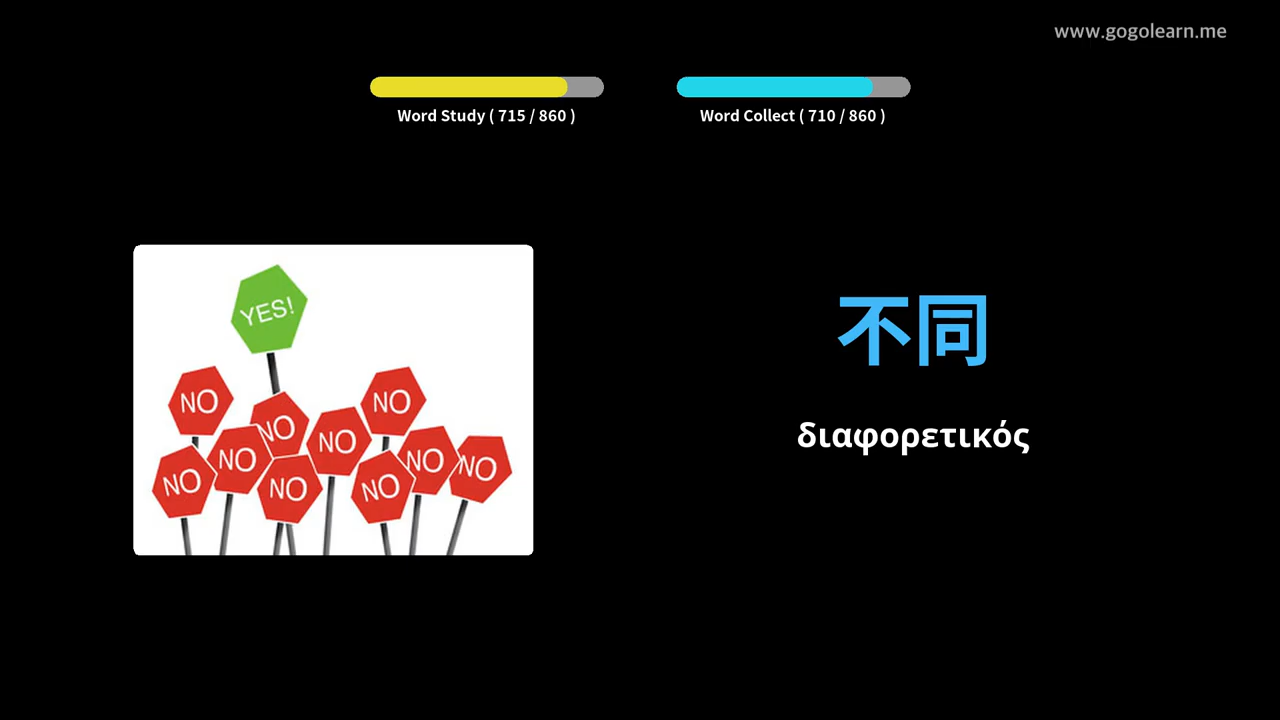 www.gogolearn.me
Word Study ( 715 / 860 )
Word Collect ( 710 / 860 )
YES!
NO
NO
NO
NO
NO
NO
NO
NO
NO
NO
不同
διαφορετικός